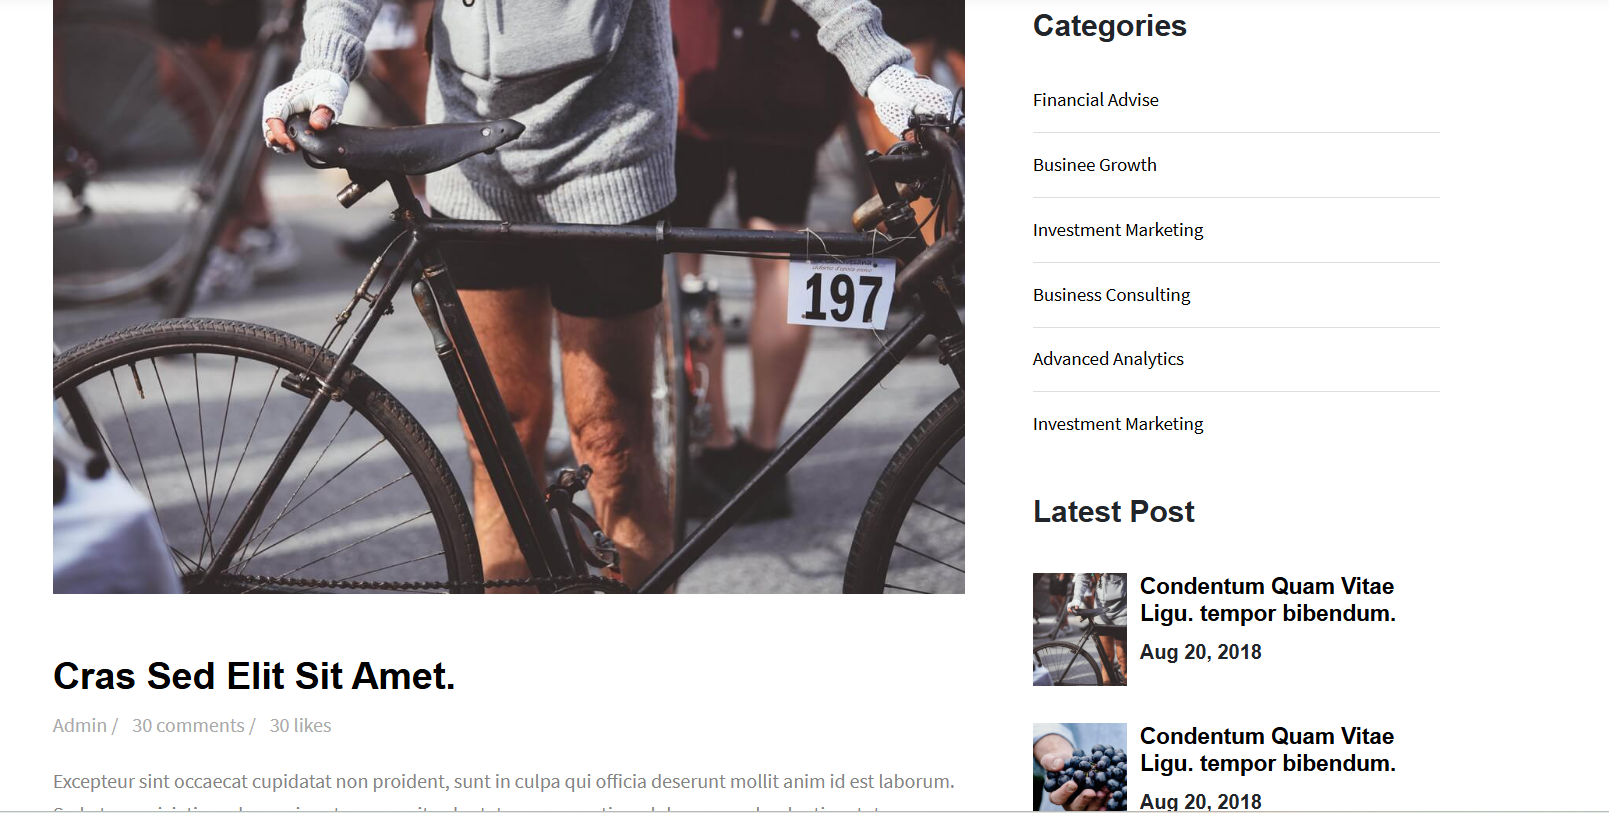 197
Cras Sed Elit Sit Amet.
Admin / 30 comments / 30 likes
Excepteur sint occaecat cupidatat non proident, sunt in culpa qui officia deserunt mollit anim id est laborum.
Categories
Financial Advise
Businee Growth
Investment Marketing
Business Consulting
Advanced Analytics
Investment Marketing
Latest Post
Condentum Quam Vitae
Ligu. tempor bibendum.
Aug 20, 2018
Condentum Quam Vitae
Ligu. tempor bibendum.
Aug 20, 2018